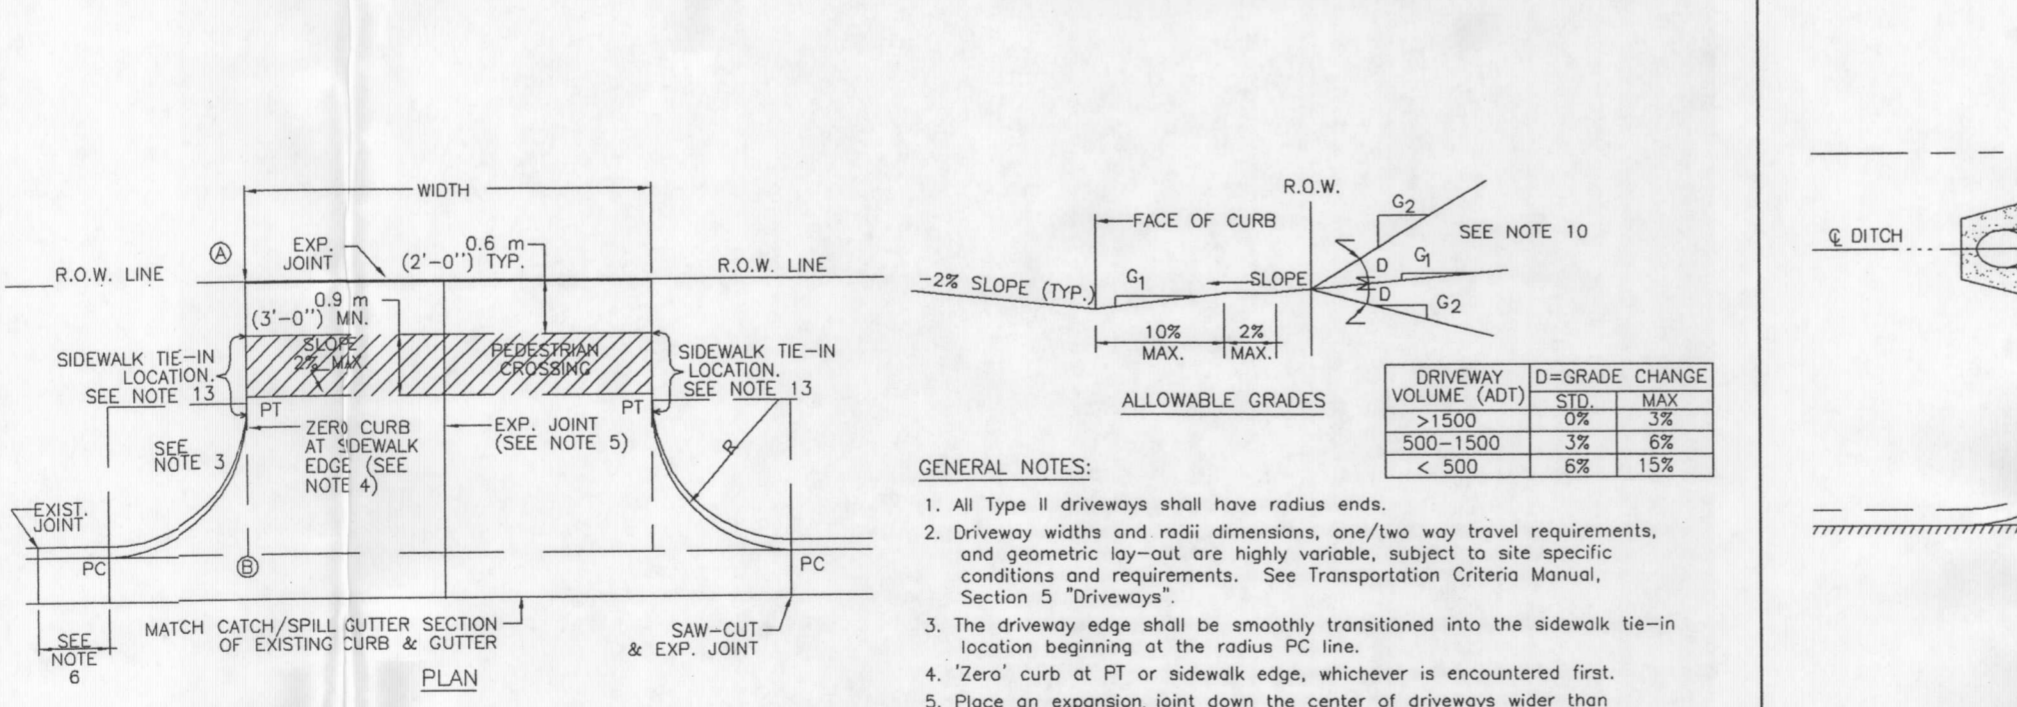 WIDTH
Ⓐ
EXP.
JOINT
0.6 m
(2'-0") TYP.
R.O.W. LINE
R.O.W. LINE
0.9 m
(3'-0") MN.
SLOPE
2% MAX.
PEDESTRIAN
CROSSING
SIDEWALK TIE-IN
LOCATION.
SEE NOTE 13
SIDEWALK TIE-IN
LOCATION.
SEE NOTE 13
PT
PT
ZERO CURB
AT SIDEWALK
EDGE (SEE
NOTE 4)
EXP. JOINT
(SEE NOTE 5)
SEE
NOTE 3
R
EXIST.
JOINT
PC
Ⓑ
PC
SEE
NOTE
6
MATCH CATCH/SPILL GUTTER SECTION
OF EXISTING CURB & GUTTER
SAW-CUT
& EXP. JOINT
PLAN
R.O.W.
FACE OF CURB
G2
SEE NOTE 10
-2% SLOPE (TYP.)
G1
SLOPE
D
G1
D
G2
10%
MAX.
2%
MAX.
ALLOWABLE GRADES
DRIVEWAY
VOLUME (ADT)
D=GRADE CHANGE
STD. MAX
>1500 0% 3%
500-1500 3% 6%
< 500 6% 15%
GENERAL NOTES:
1. All Type II driveways shall have radius ends.
2. Driveway widths and radii dimensions, one/two way travel requirements,
and geometric lay-out are highly variable, subject to site specific
conditions and requirements. See Transportation Criteria Manual,
Section 5 "Driveways".
3. The driveway edge shall be smoothly transitioned into the sidewalk tie-in
location beginning at the radius PC line.
4. 'Zero' curb at PT or sidewalk edge, whichever is encountered first.
5. Place an expansion joint down the center of driveways wider than
℄ DITCH